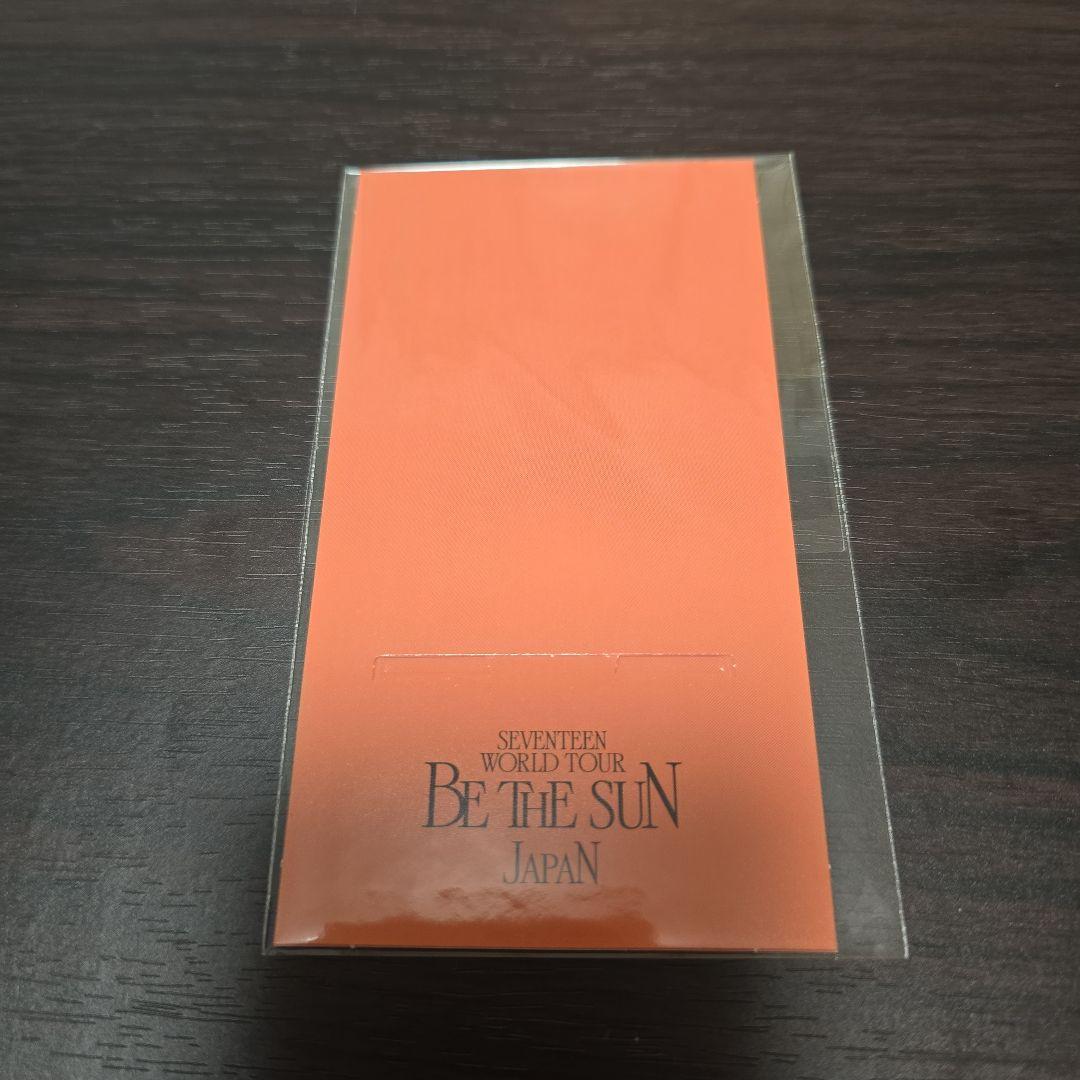 SEVENTEEN
WORLD TOUR
BE THE SUN
JAPAN